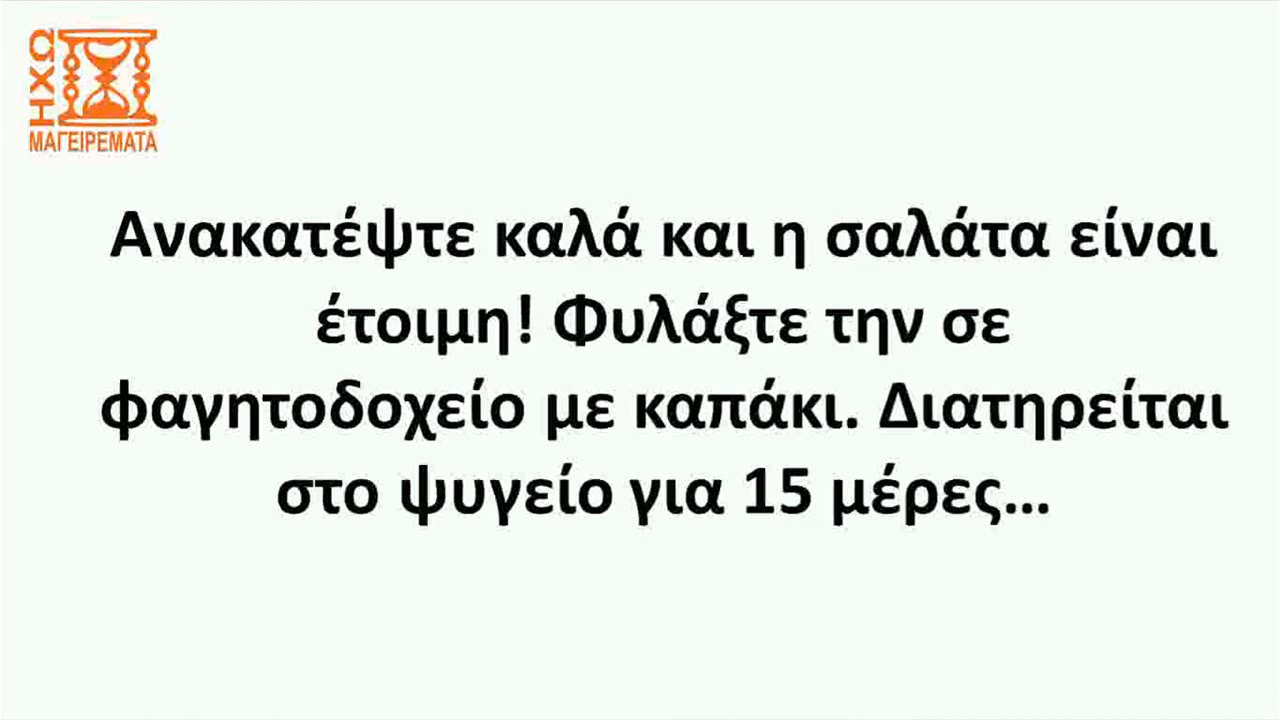 ΗΧΩ
ΜΑΓΕΙΡΕΜΑΤΑ
Ανακατέψτε καλά και η σαλάτα είναι
έτοιμη! Φυλάξτε την σε
φαγητοδοχείο με καπάκι. Διατηρείται
στο ψυγείο για 15 μέρες...